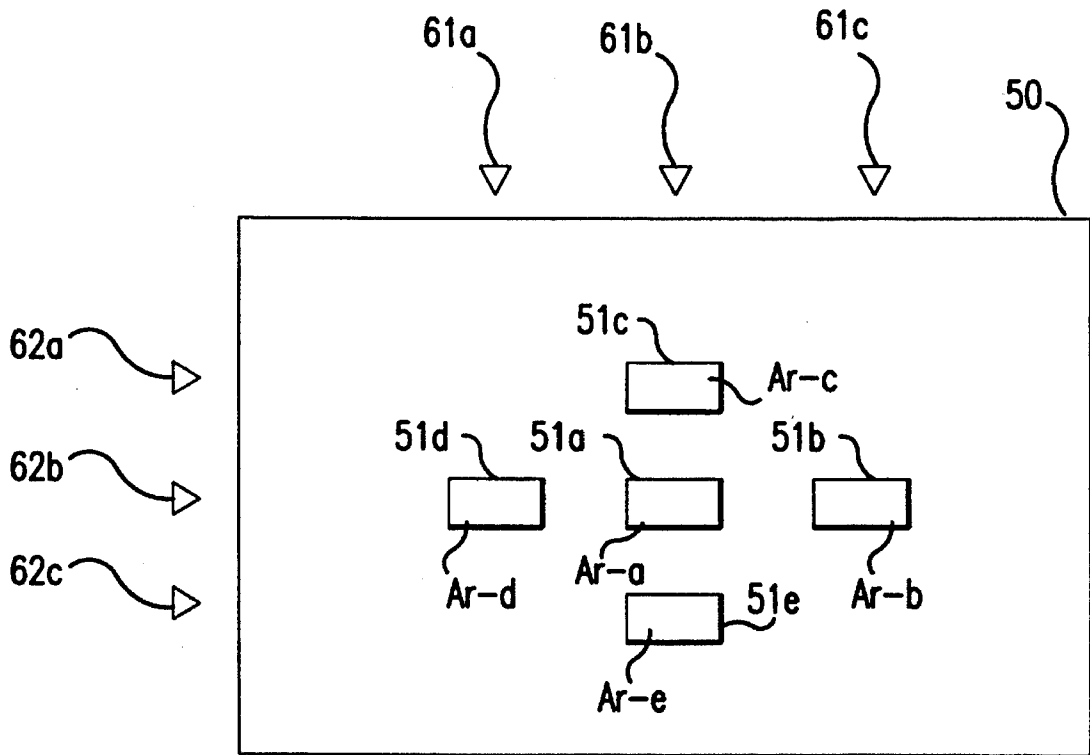 61a 61b 61c
50
51c
62a
Ar-c
51d 51a 51b
62b
62c
Ar-d Ar-a 51e Ar-b
Ar-e